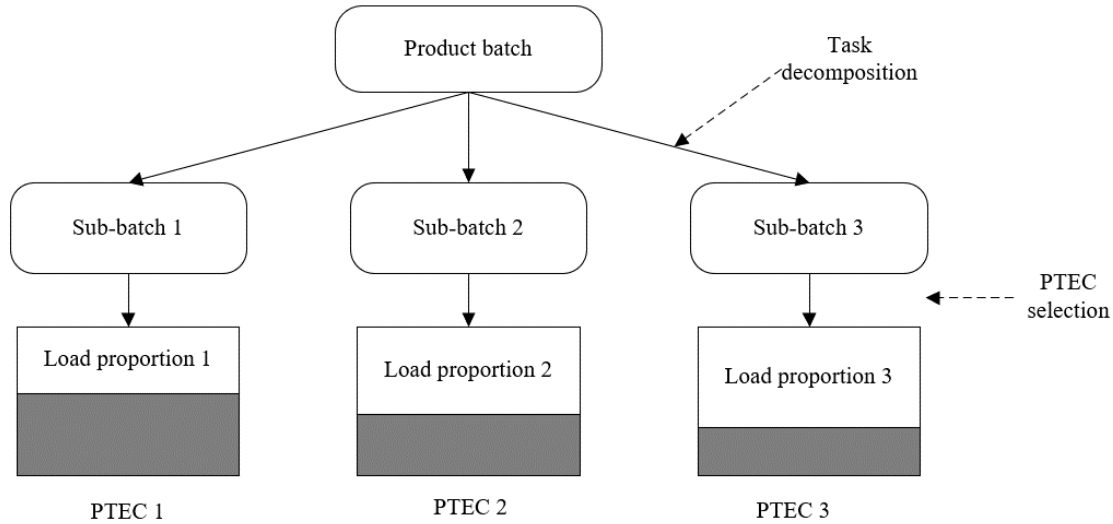 Product batch
Task
decomposition
Sub-batch 1
Sub-batch 2
Sub-batch 3
PTEC
selection
Load proportion 1
Load proportion 2
Load proportion 3
PTEC 1
PTEC 2
PTEC 3